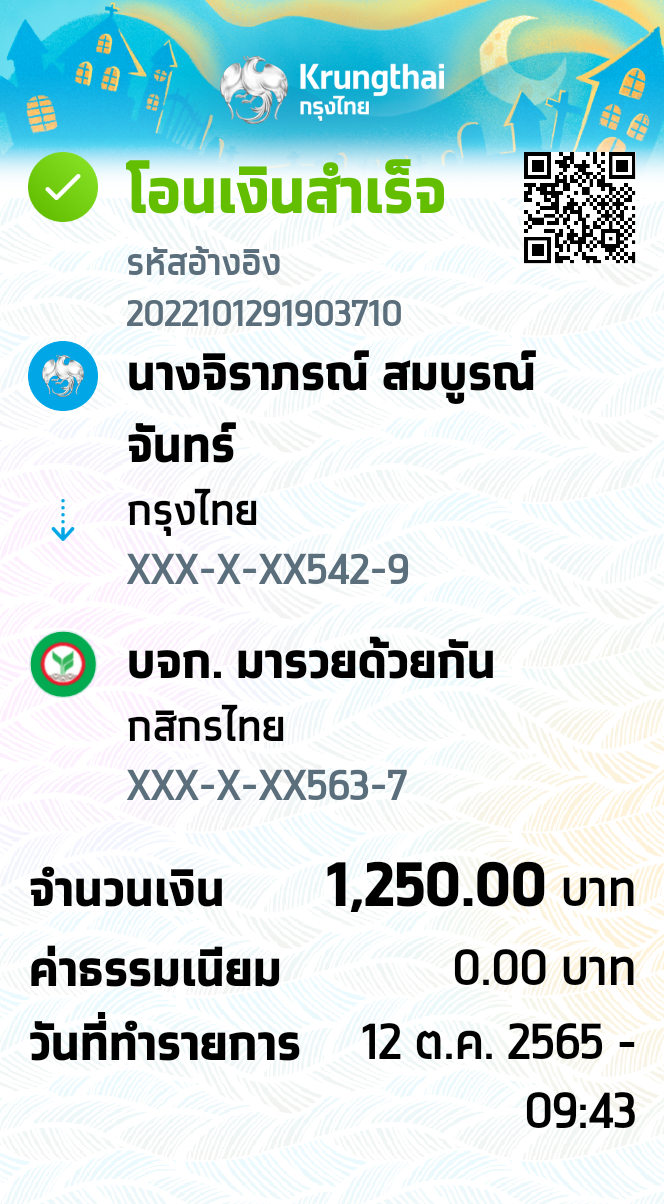 Krungthai
กรุงไทย
โอนเงินสำเร็จ
รหัสอ้างอิง
2022101291903710
นางจิราภรณ์ สมบูรณ์
จันทร์
กรุงไทย
XXX-X-XX542-9
บจก. มารวยด้วยกัน
กสิกรไทย
XXX-X-XX563-7
จำนวนเงิน 1,250.00 บาท
ค่าธรรมเนียม 0.00 บาท
วันที่ทำรายการ 12 ต.ค. 2565 -
09:43